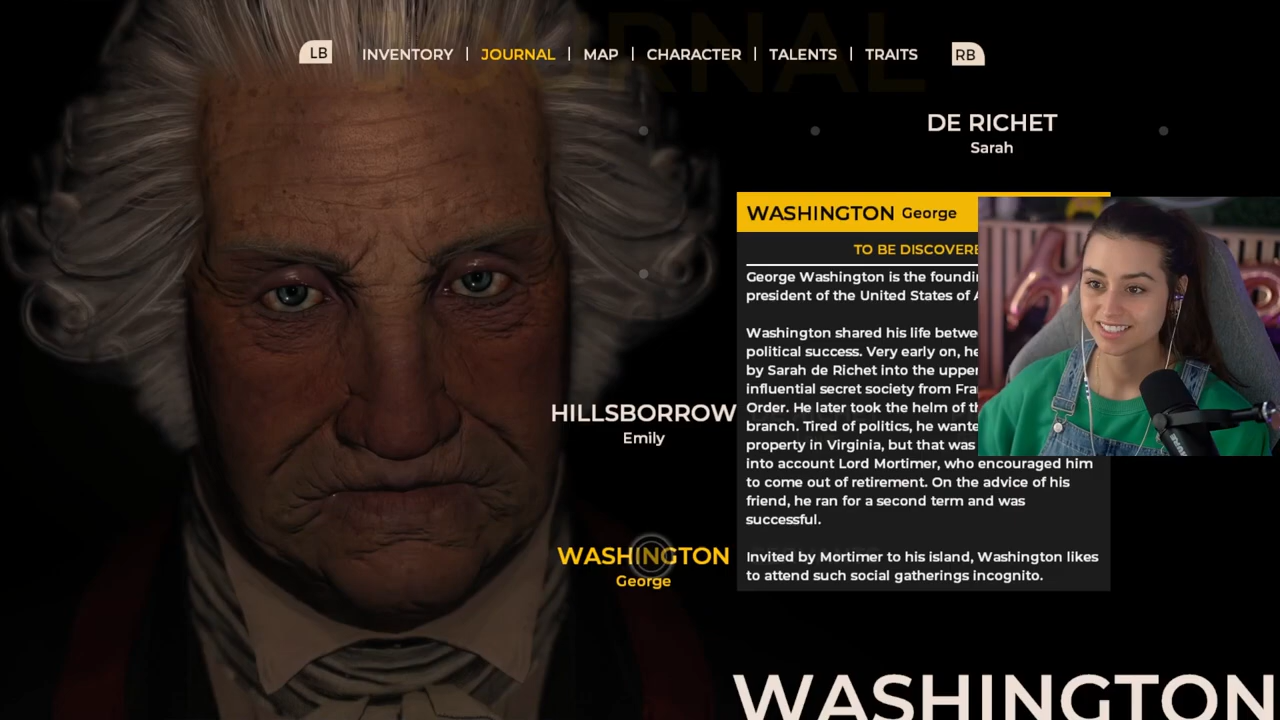 JOURNAL
LB INVENTORY | JOURNAL | MAP | CHARACTER | TALENTS | TRAITS RB
DE RICHET
Sarah
WASHINGTON George
TO BE DISCOVERE
George Washington is the foundin
president of the United States of A
Washington shared his life betwe
political success. Very early on, he
by Sarah de Richet into the upper
influential secret society from Fra
Order. He later took the helm of th
branch. Tired of politics, he wante
property in Virginia, but that was
into account Lord Mortimer, who encouraged him
to come out of retirement. On the advice of his
friend, he ran for a second term and was
successful.
Invited by Mortimer to his island, Washington likes
to attend such social gatherings incognito.
HILLSBORROW
Emily
WASHINGTON
George
WASHINGTON